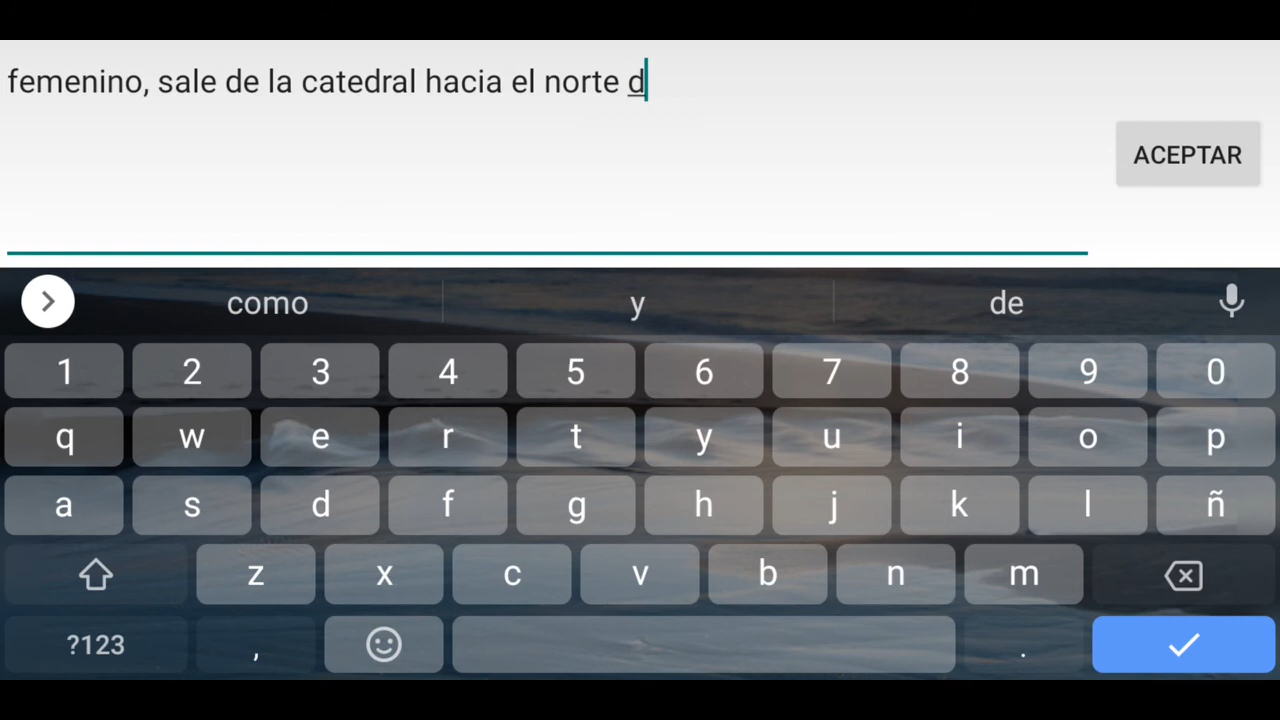 femenino, sale de la catedral hacia el norte d
ACEPTAR
como y de
1 2 3 4 5 6 7 8 9 0
q w e r t y u i o p
a s d f g h j k l ñ
z x c v b n m
?123 , .